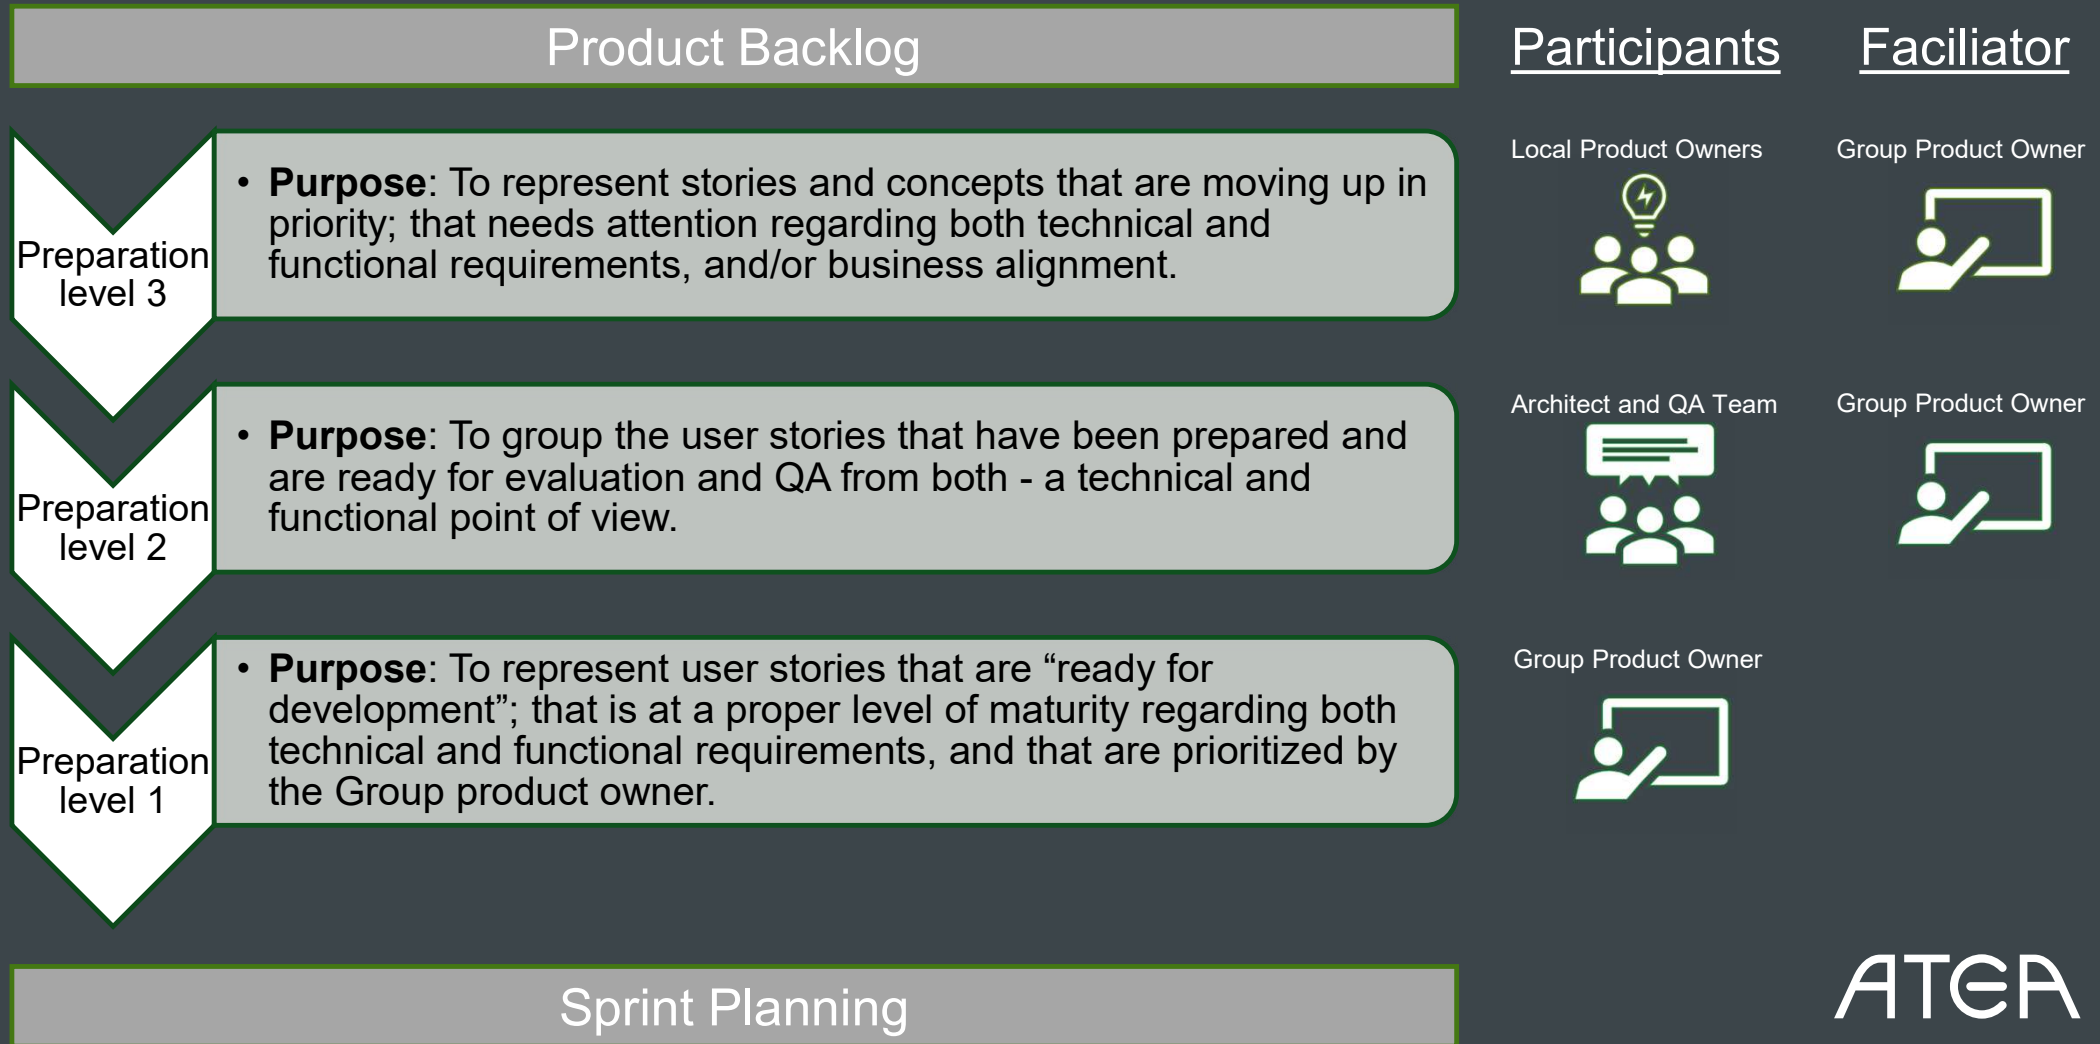 Product Backlog
Participants
Faciliator
Preparation
level 3
• Purpose: To represent stories and concepts that are moving up in
priority; that needs attention regarding both technical and
functional requirements, and/or business alignment.
Local Product Owners
Group Product Owner
Preparation
level 2
• Purpose: To group the user stories that have been prepared and
are ready for evaluation and QA from both - a technical and
functional point of view.
Architect and QA Team
Group Product Owner
Preparation
level 1
• Purpose: To represent user stories that are “ready for
development”; that is at a proper level of maturity regarding both
technical and functional requirements, and that are prioritized by
the Group product owner.
Group Product Owner
Sprint Planning
ATEA